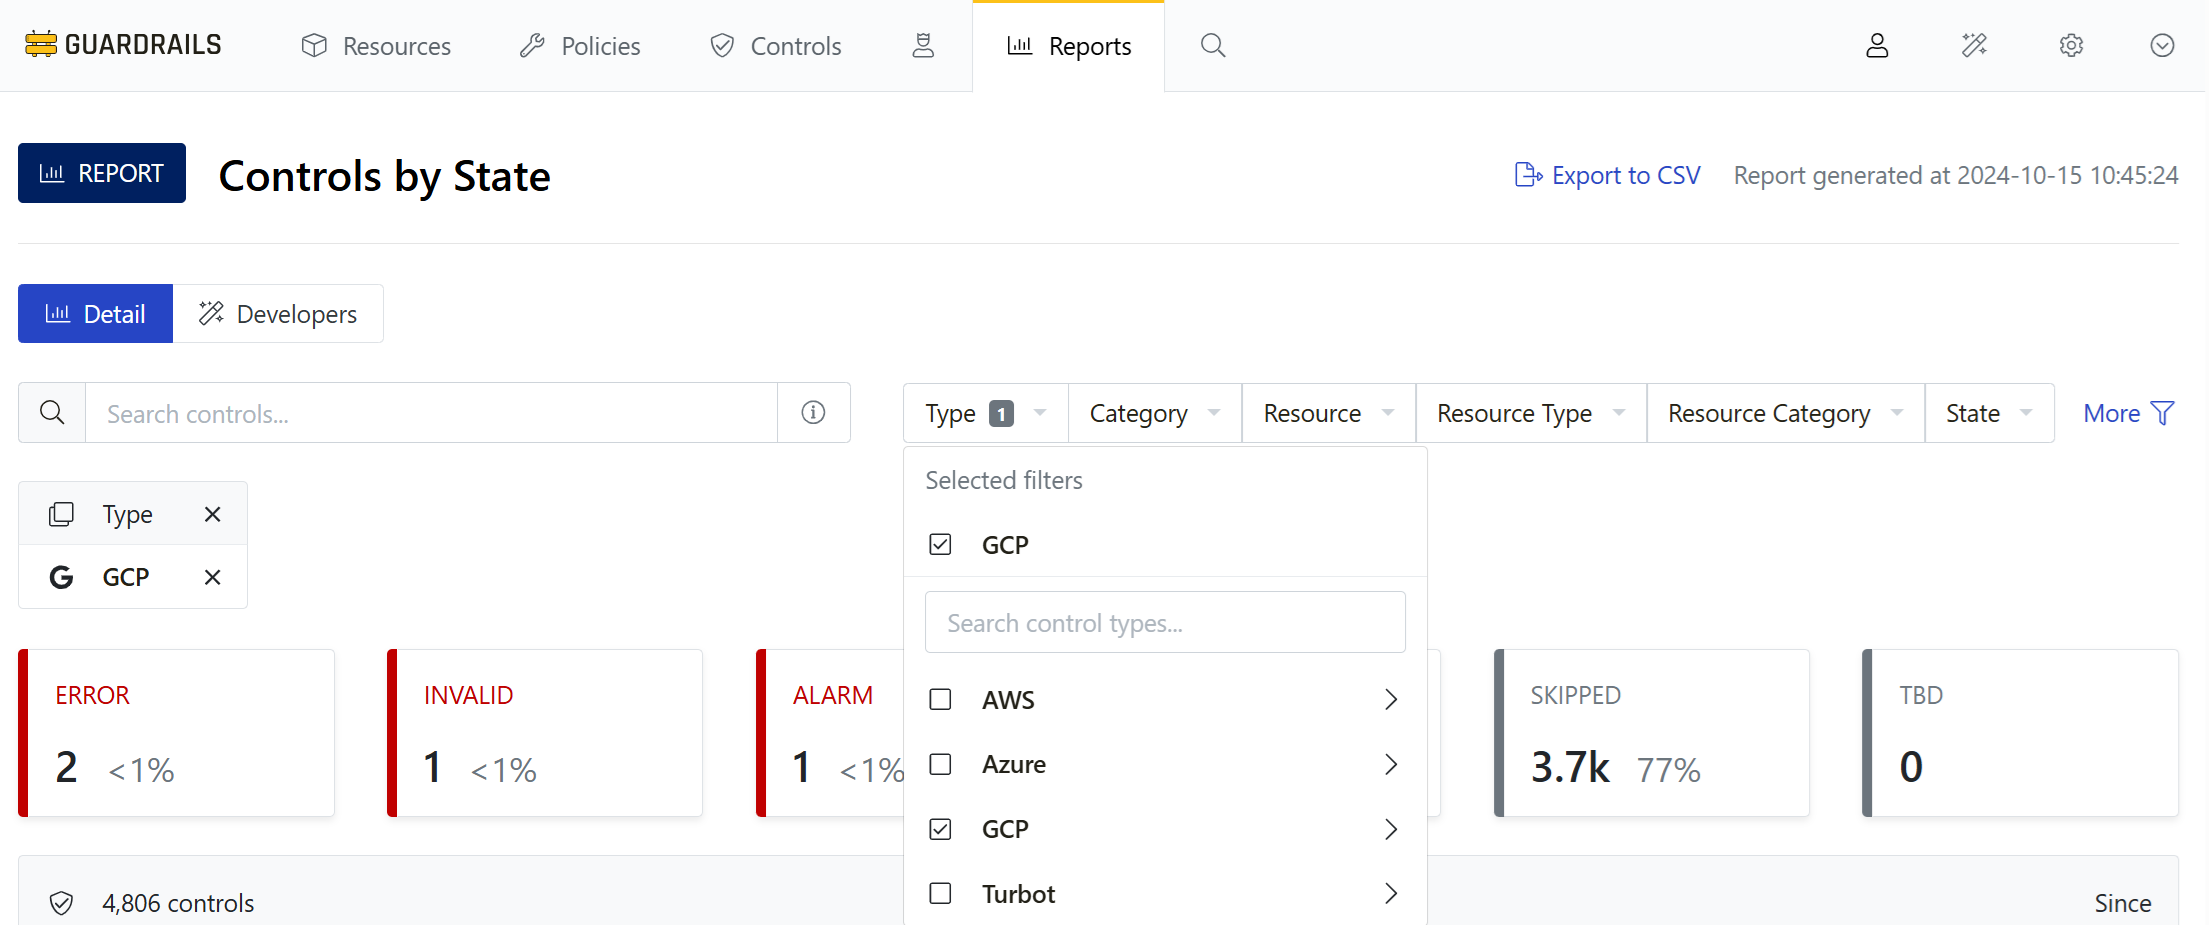 GUARDRAILS Resources Policies Controls Reports
REPORT Controls by State Export to CSV Report generated at 2024-10-15 10:45:24
Detail Developers
Search controls... Type 1 Category Resource Resource Type Resource Category State More
Selected filters
Type
GCP
GCP
Search control types...
AWS
Azure
GCP
Turbot
ERROR INVALID ALARM SKIPPED TBD
2 <1% 1 <1% 1 <1% 3.7k 77% 0
4,806 controls Since